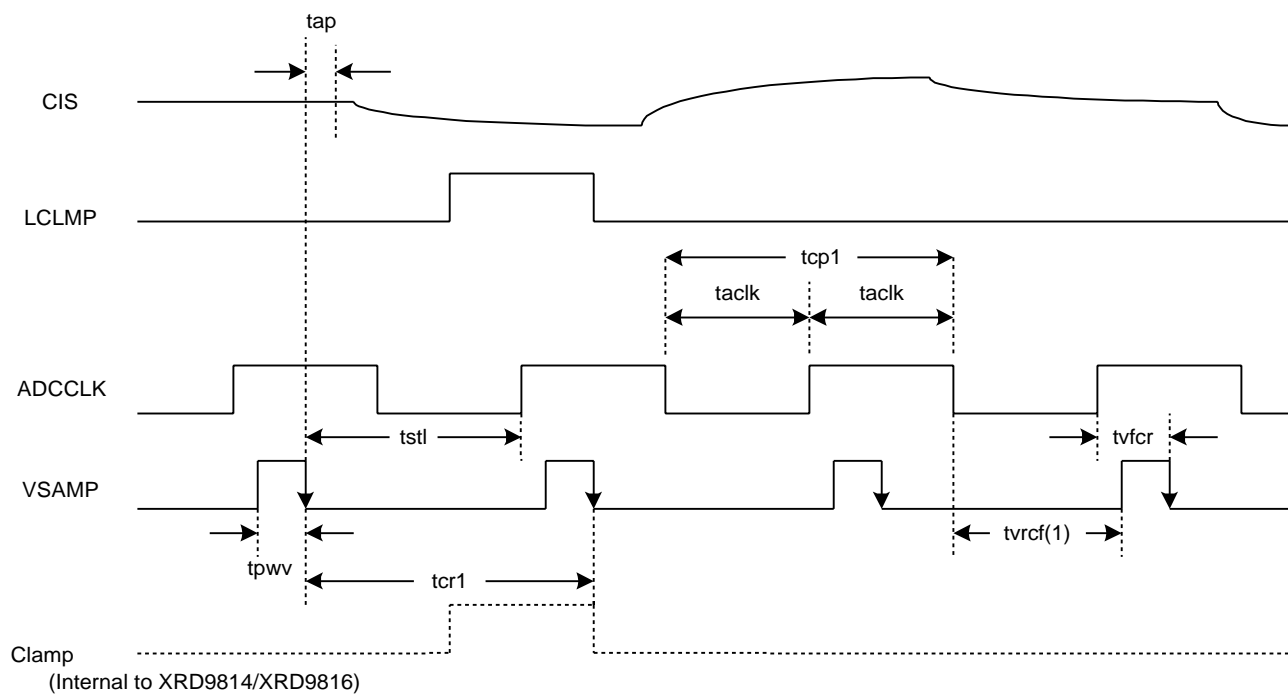 tap
CIS
LCLMP
tcp1
taclk taclk
ADCCLK
tstl
tvfcr
VSAMP
tpwv
tvrcf(1)
tcr1
Clamp
(Internal to XRD9814/XRD9816)